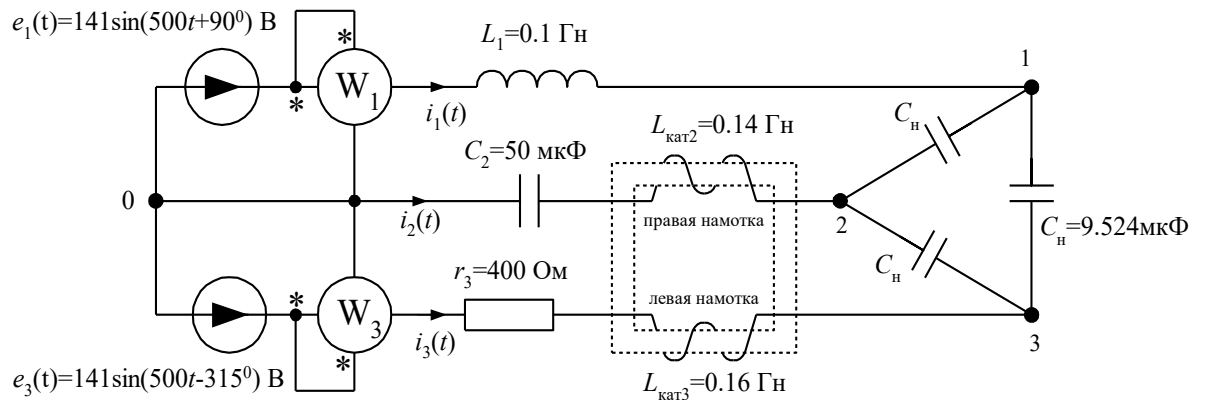 e₁(t)=141sin(500t+90⁰) В
*
*
W₁
i₁(t)
L₁=0.1 Гн
1
Cн
Lкат2=0.14 Гн
C₂=50 мкФ
0
i₂(t)
правая намотка
2
Cн=9.524мкФ
Cн
r₃=400 Ом
левая намотка
*
W₃
*
i₃(t)
3
e₃(t)=141sin(500t-315⁰) В
Lкат3=0.16 Гн